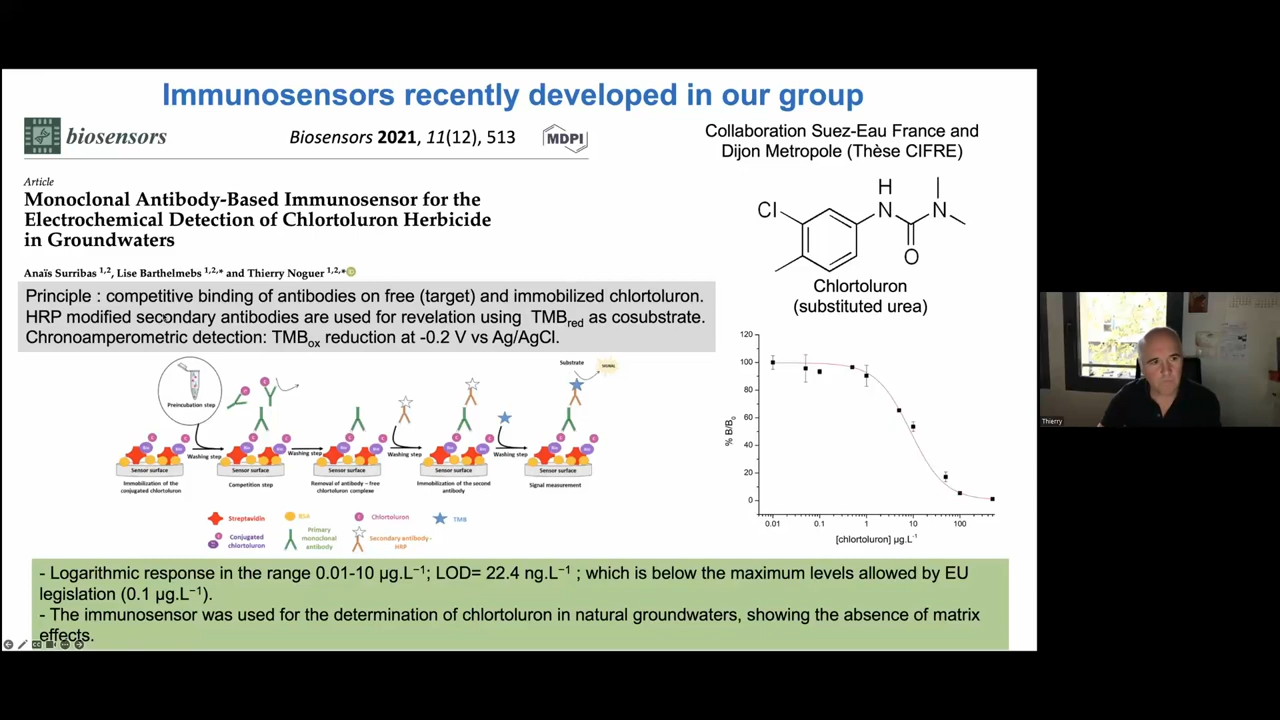 Immunosensors recently developed in our group
biosensors
Biosensors 2021, 11(12), 513
MDPI
Article
Monoclonal Antibody-Based Immunosensor for the
Electrochemical Detection of Chlortoluron Herbicide
in Groundwaters
Anaïs Surribas 1,2, Lise Barthelmebs 1,2,* and Thierry Noguer 1,2,*
Collaboration Suez-Eau France and
Dijon Metropole (Thèse CIFRE)
Cl
H
N
N
O
Chlortoluron
(substituted urea)
Principle : competitive binding of antibodies on free (target) and immobilized chlortoluron.
HRP modified secondary antibodies are used for revelation using TMBred as cosubstrate.
Chronoamperometric detection: TMBox reduction at -0.2 V vs Ag/AgCl.
Preincubation step
Substrate
SIGNAL
Washing step
Washing step
Washing step
Washing step
Sensor surface
Sensor surface
Sensor surface
Sensor surface
Sensor surface
Immobilization of the
conjugated chlortoluron
Competition step
Removal of antibody – free
chlortoluron complexe
Immobilization of the second
antibody
Signal measurement
Streptavidin
BSA
Chlortoluron
TMB
Conjugated
chlortoluron
Primary
monoclonal
antibody
Secondary antibody -
HRP
% B/B0
120
100
80
60
40
20
0
0.01
0.1
1
10
100
[chlortoluron] µg.L-1
- Logarithmic response in the range 0.01-10 µg.L−1; LOD= 22.4 ng.L−1 ; which is below the maximum levels allowed by EU
legislation (0.1 µg.L−1).
- The immunosensor was used for the determination of chlortoluron in natural groundwaters, showing the absence of matrix
effects.
Thierry